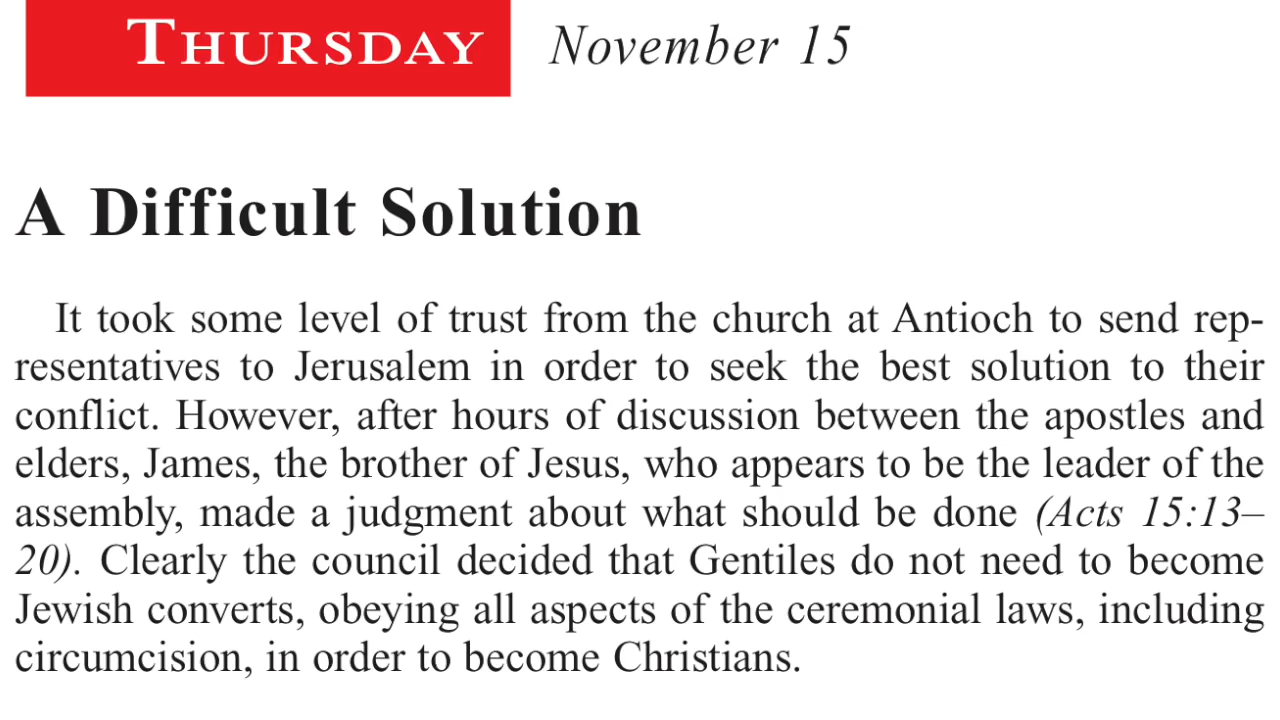 THURSDAY November 15
A Difficult Solution
It took some level of trust from the church at Antioch to send rep-
resentatives to Jerusalem in order to seek the best solution to their
conflict. However, after hours of discussion between the apostles and
elders, James, the brother of Jesus, who appears to be the leader of the
assembly, made a judgment about what should be done (Acts 15:13–
20). Clearly the council decided that Gentiles do not need to become
Jewish converts, obeying all aspects of the ceremonial laws, including
circumcision, in order to become Christians.